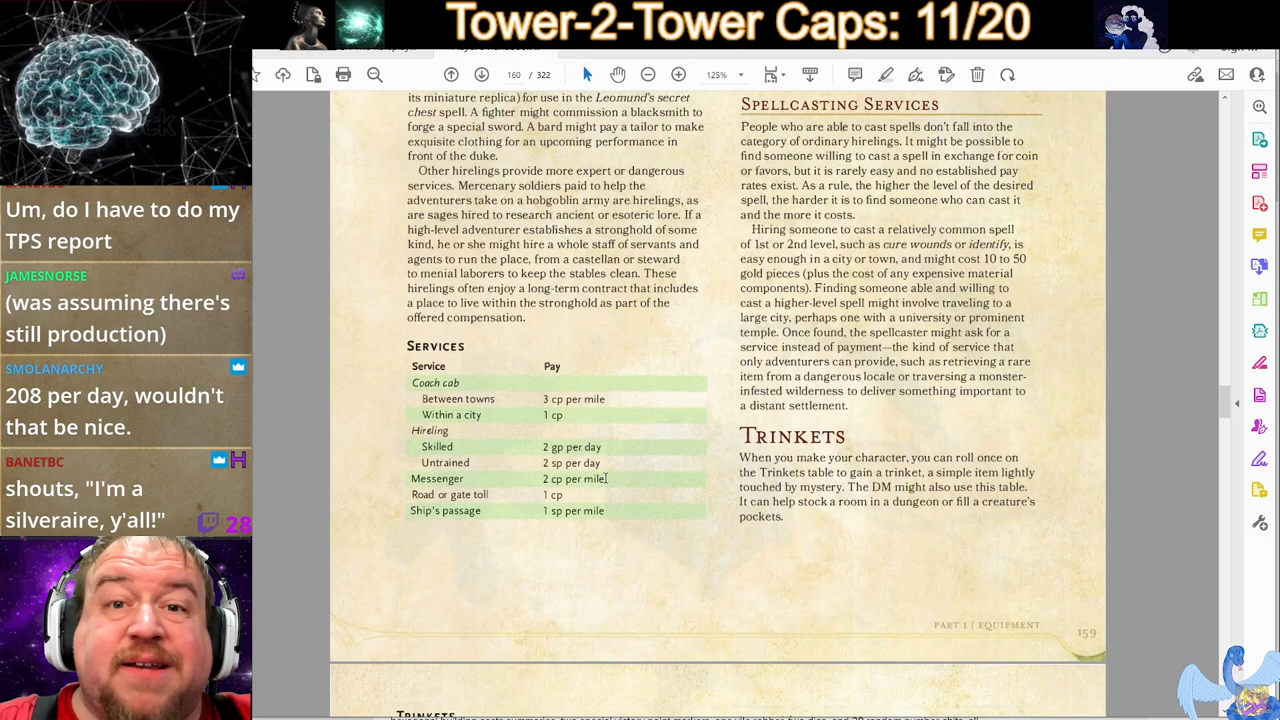 Tower-2-Tower Caps: 11/20
160 / 322
125%
Um, do I have to do my
TPS report
JAMESNORSE
(was assuming there's
still production)
SMOLANARCHY
208 per day, wouldn't
that be nice.
BANETBC
shouts, "I'm a
silveraire, y'all!"
28
its miniature replica) for use in the Leomund's secret
chest spell. A fighter might commission a blacksmith to
forge a special sword. A bard might pay a tailor to make
exquisite clothing for an upcoming performance in
front of the duke.
Other hirelings provide more expert or dangerous
services. Mercenary soldiers paid to help the
adventurers take on a hobgoblin army are hirelings, as
are sages hired to research ancient or esoteric lore. If a
high-level adventurer establishes a stronghold of some
kind, he or she might hire a whole staff of servants and
agents to run the place, from a castellan or steward
to menial laborers to keep the stables clean. These
hirelings often enjoy a long-term contract that includes
a place to live within the stronghold as part of the
offered compensation.
SERVICES
Service Pay
Coach cab
Between towns 3 cp per mile
Within a city 1 cp
Hireling
Skilled 2 gp per day
Untrained 2 sp per day
Messenger 2 cp per mile
Road or gate toll 1 cp
Ship's passage 1 sp per mile
SPELLCASTING SERVICES
People who are able to cast spells don't fall into the
category of ordinary hirelings. It might be possible to
find someone willing to cast a spell in exchange for coin
or favors, but it is rarely easy and no established pay
rates exist. As a rule, the higher the level of the desired
spell, the harder it is to find someone who can cast it
and the more it costs.
Hiring someone to cast a relatively common spell
of 1st or 2nd level, such as cure wounds or identify, is
easy enough in a city or town, and might cost 10 to 50
gold pieces (plus the cost of any expensive material
components). Finding someone able and willing to
cast a higher-level spell might involve traveling to a
large city, perhaps one with a university or prominent
temple. Once found, the spellcaster might ask for a
service instead of payment—the kind of service that
only adventurers can provide, such as retrieving a rare
item from a dangerous locale or traversing a monster-
infested wilderness to deliver something important to
a distant settlement.
TRINKETS
When you make your character, you can roll once on
the Trinkets table to gain a trinket, a simple item lightly
touched by mystery. The DM might also use this table.
It can help stock a room in a dungeon or fill a creature's
pockets.
PART 1 | EQUIPMENT
159
TRINKETS